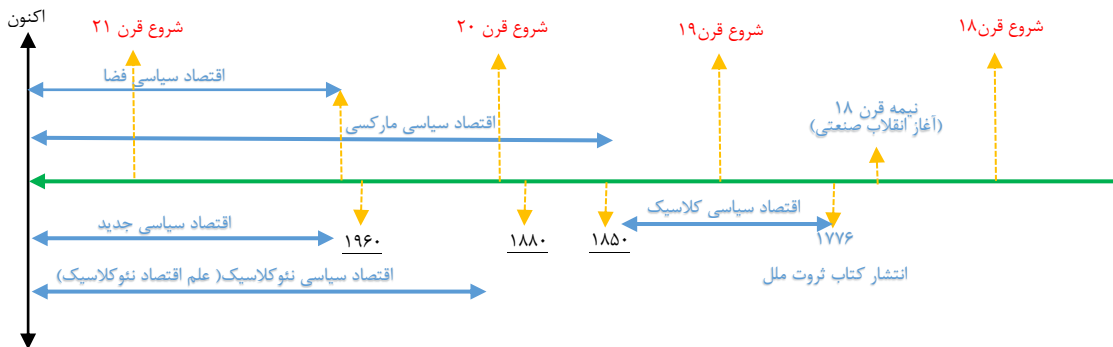 اکنون
شروع قرن ۱۸
شروع قرن۱۹
شروع قرن ۲۰
شروع قرن ۲۱
اقتصاد سیاسی فضا
نیمه قرن ۱۸
(آغاز انقلاب صنعتی)
اقتصاد سیاسی مارکسی
اقتصاد سیاسی کلاسیک
اقتصاد سیاسی جدید
۱۷۷۶
۱۸۵۰
۱۸۸۰
۱۹۶۰
انتشار کتاب ثروت ملل
اقتصاد سیاسی نئوکلاسیک( علم اقتصاد نئوکلاسیک)